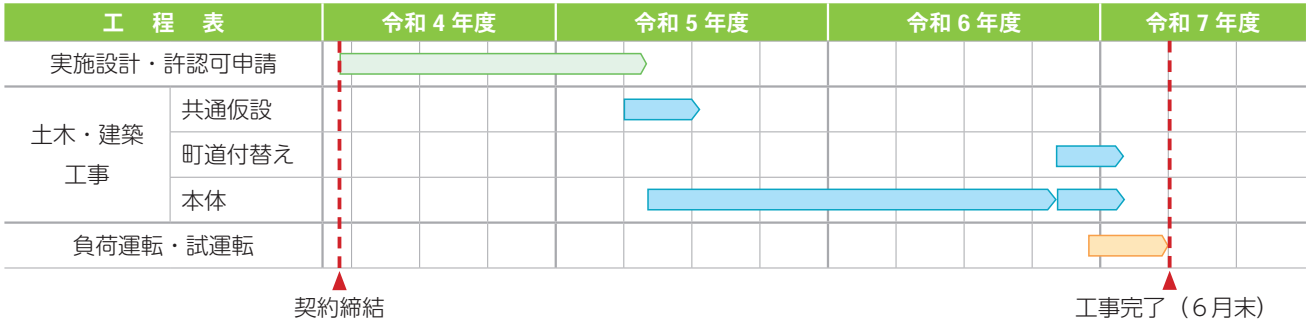 工 程 表 令和 4 年度 令和 5 年度 令和 6 年度 令和 7 年度
実施設計・許認可申請
土木・建築
工事
共通仮設
町道付替え
本体
負荷運転・試運転
契約締結 工事完了(6月末)